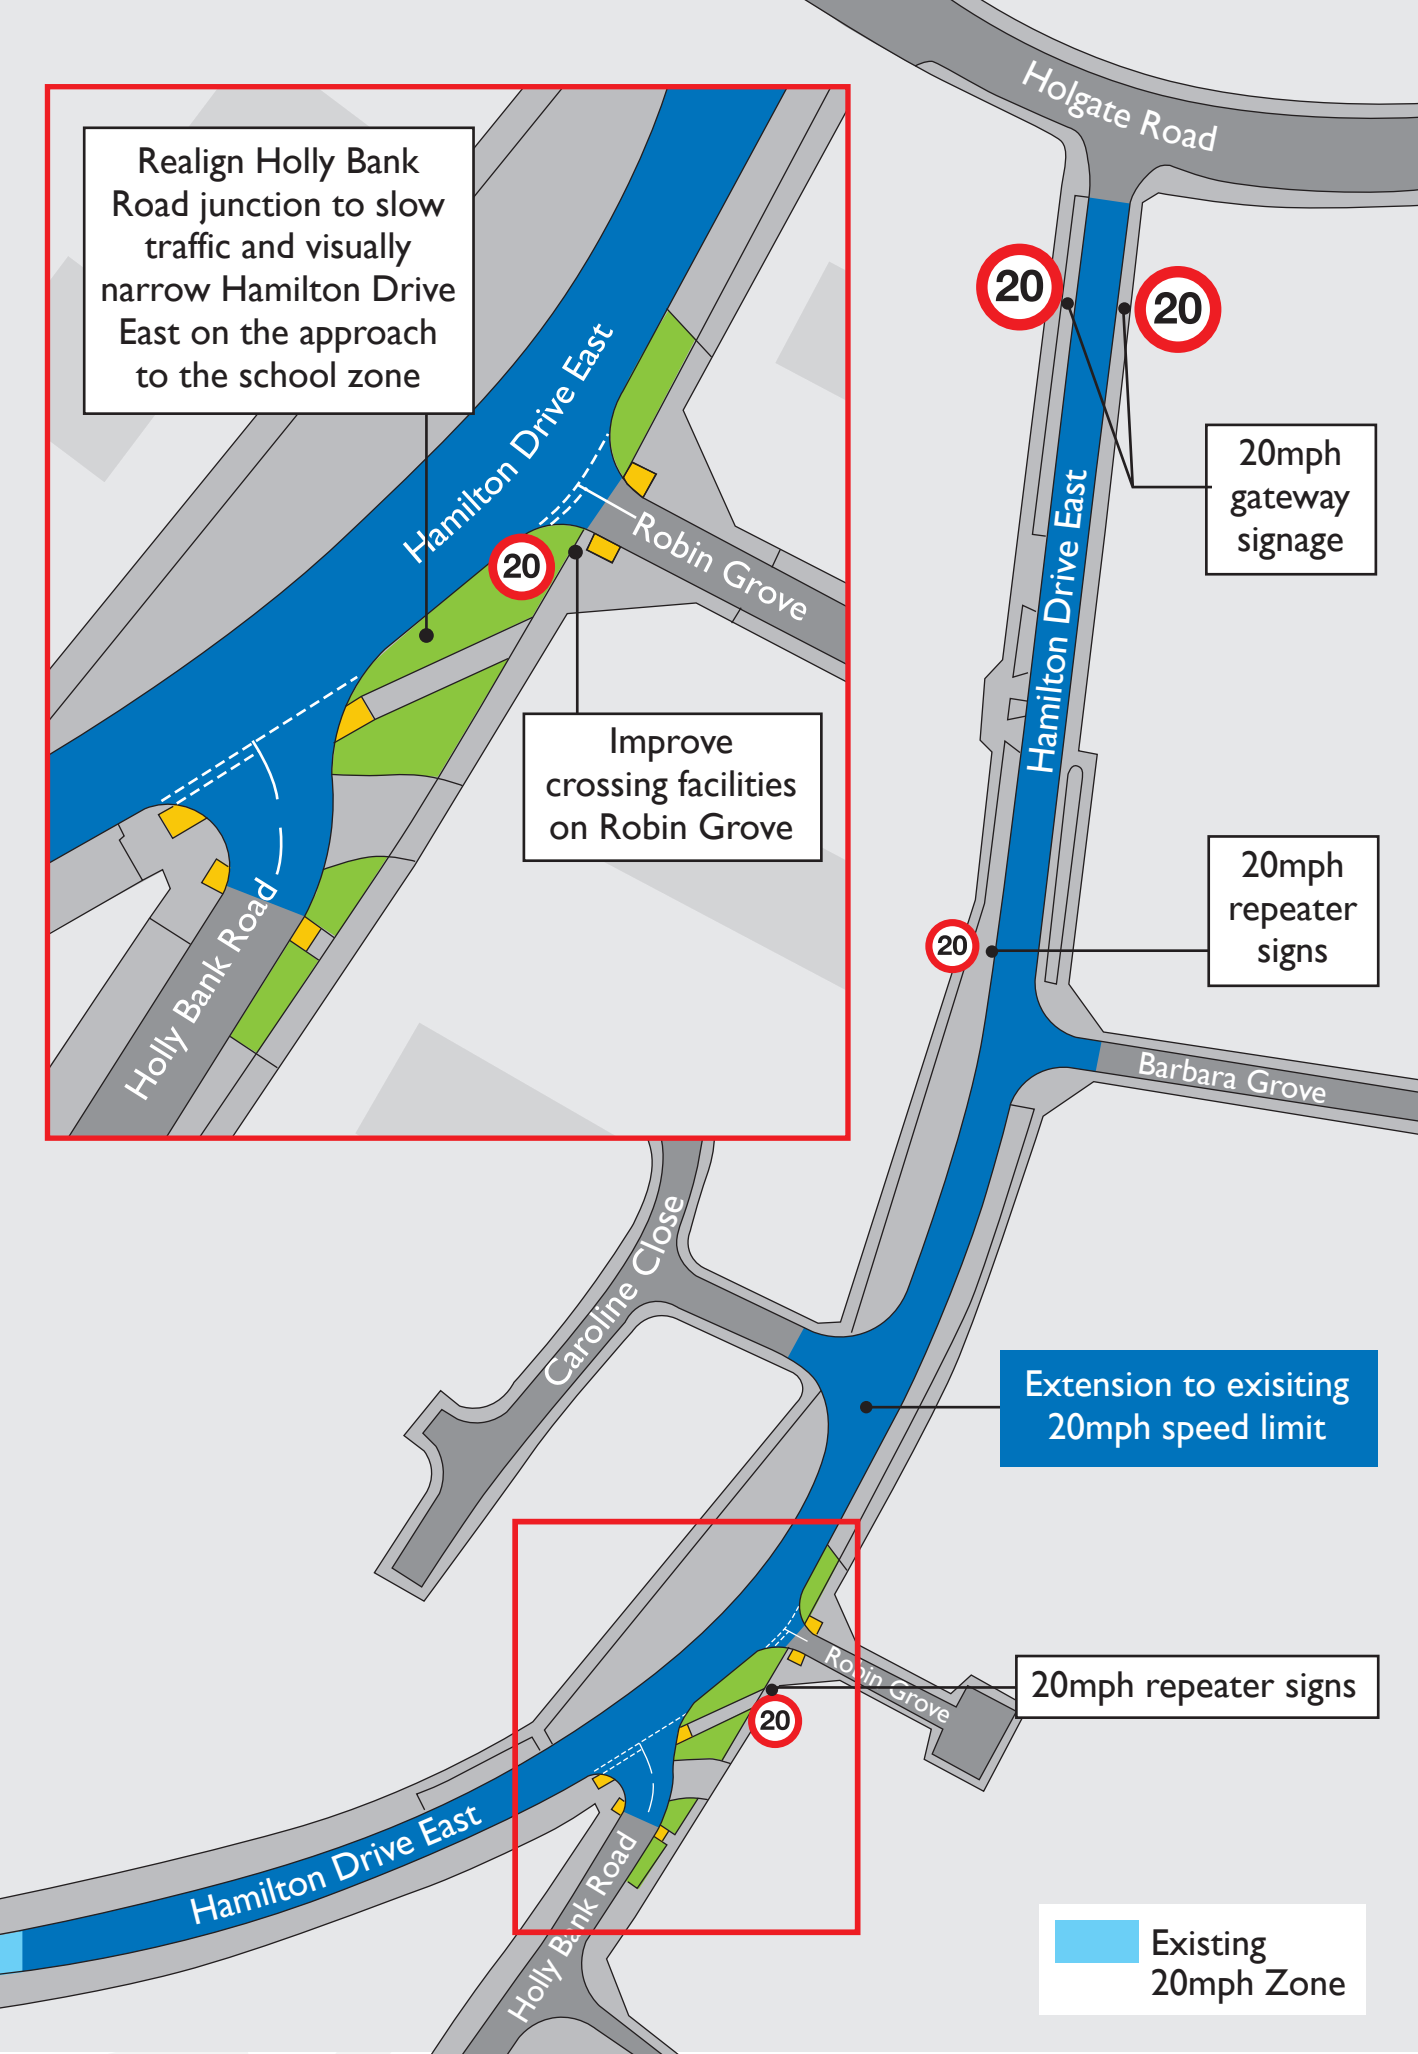 Holgate Road
Realign Holly Bank
Road junction to slow
traffic and visually
narrow Hamilton Drive
East on the approach
to the school zone
Hamilton Drive East
20
Robin Grove
Improve
crossing facilities
on Robin Grove
Holly Bank Road
20
20
20mph
gateway
signage
Hamilton Drive East
20mph
repeater
signs
20
Barbara Grove
Caroline Close
Extension to exisiting
20mph speed limit
Robin Grove
20mph repeater signs
20
Hamilton Drive East
Holly Bank Road
Existing
20mph Zone